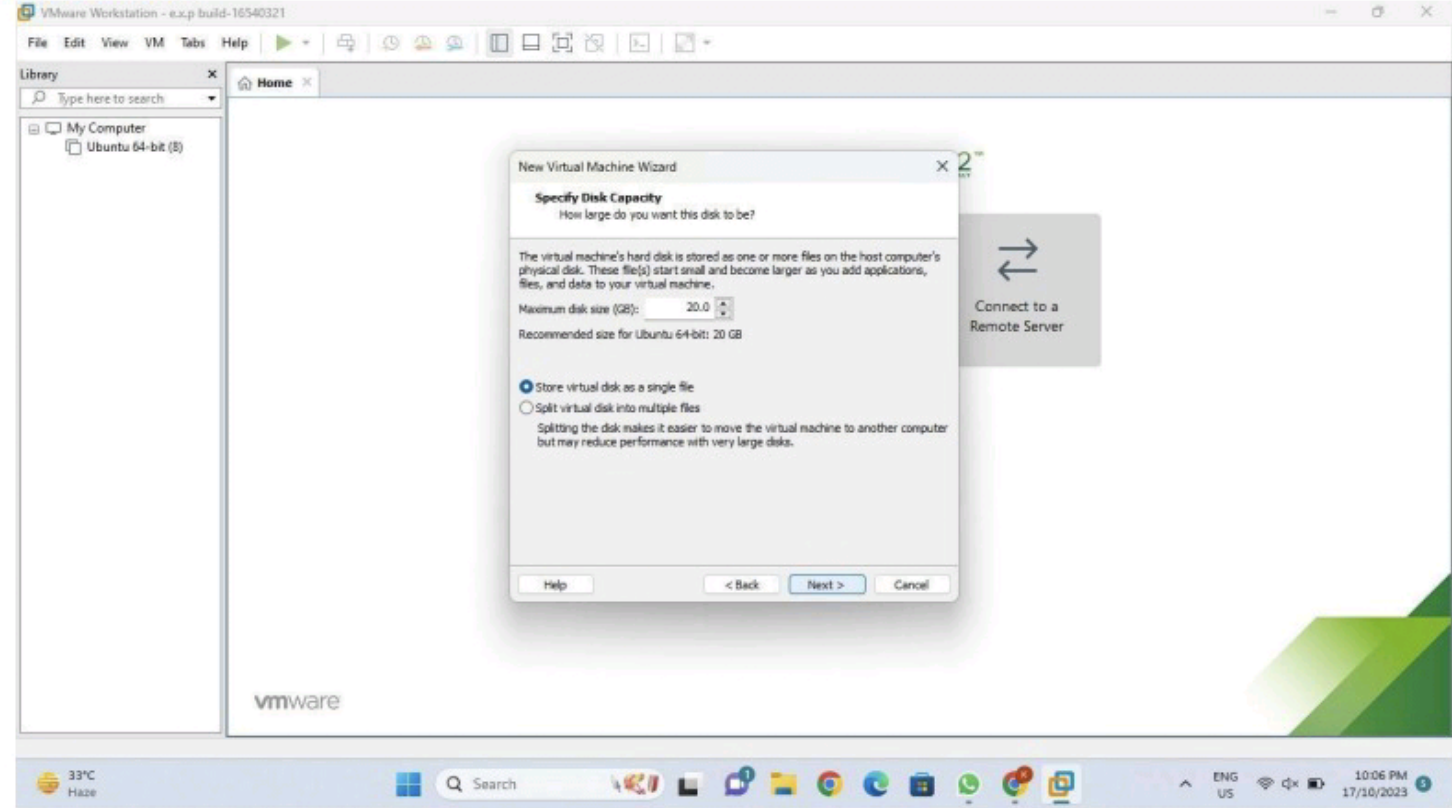 VMware Workstation - e.x.p build-16540321
File Edit View VM Tabs Help
Library
Home
Type here to search
My Computer
Ubuntu 64-bit (8)
New Virtual Machine Wizard
2™
Specify Disk Capacity
How large do you want this disk to be?
The virtual machine's hard disk is stored as one or more files on the host computer's
physical disk. These file(s) start small and become larger as you add applications,
files, and data to your virtual machine.
Maximum disk size (GB): 20.0
Recommended size for Ubuntu 64-bit: 20 GB
Connect to a
Remote Server
Store virtual disk as a single file
Split virtual disk into multiple files
Splitting the disk makes it easier to move the virtual machine to another computer
but may reduce performance with very large disks.
Help < Back Next > Cancel
vmware
33°C
Haze
Search
1
ENG
US
10:06 PM
17/10/2023
5